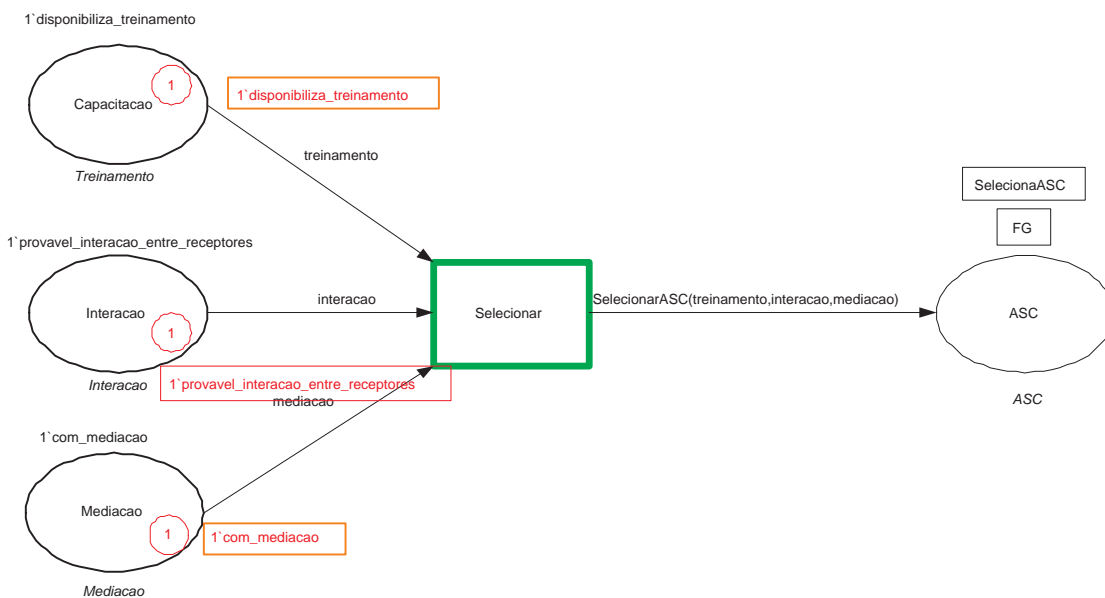 1`disponibiliza_treinamento
1
Capacitacao
1`disponibiliza_treinamento
Treinamento
treinamento
1`provavel_interacao_entre_receptores
Interacao
1
Interacao
interacao
1`provavel_interacao_entre_receptores
mediacao
1`com_mediacao
Mediacao
1
1`com_mediacao
Mediacao
Selecionar
SelecionarASC(treinamento,interacao,mediacao)
SelecionaASC
FG
ASC
ASC